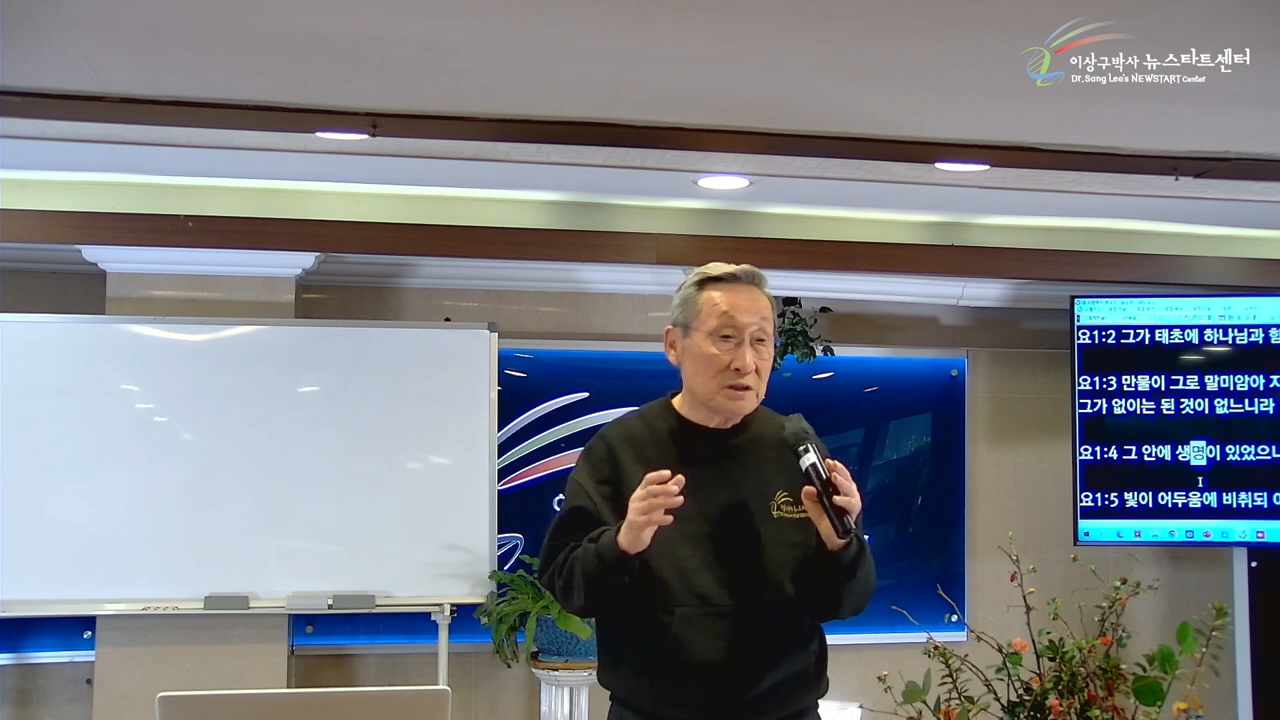 이상구박사 뉴스타트센터
Dr. Sang Lee's NEWSTART Center
요1:2 그가 태초에 하나님과 함
요1:3 만물이 그로 말미암아 지
그가 없이는 된 것이 없느니라
요1:4 그 안에 생명이 있었으니
요1:5 빛이 어두움에 비취되 어